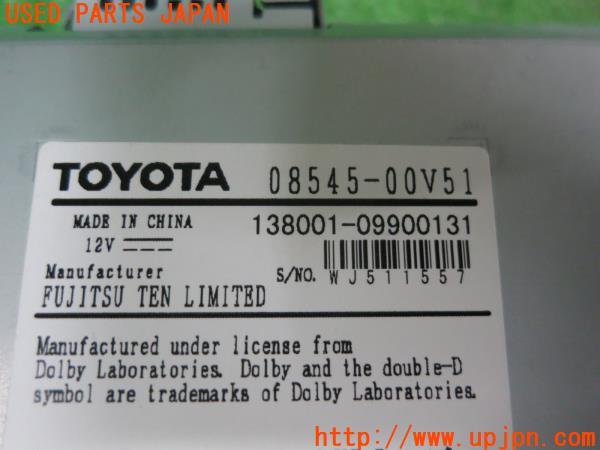 USED PARTS JAPAN
TOYOTA 08545-00V51
MADE IN CHINA 138001-09900131
12V
S/NO. WJ511557
Manufacturer
FUJITSU TEN LIMITED
Manufactured under license from
Dolby Laboratories. Dolby and the double-D
symbol are trademarks of Dolby Laboratories.
http://www.upjpn.com